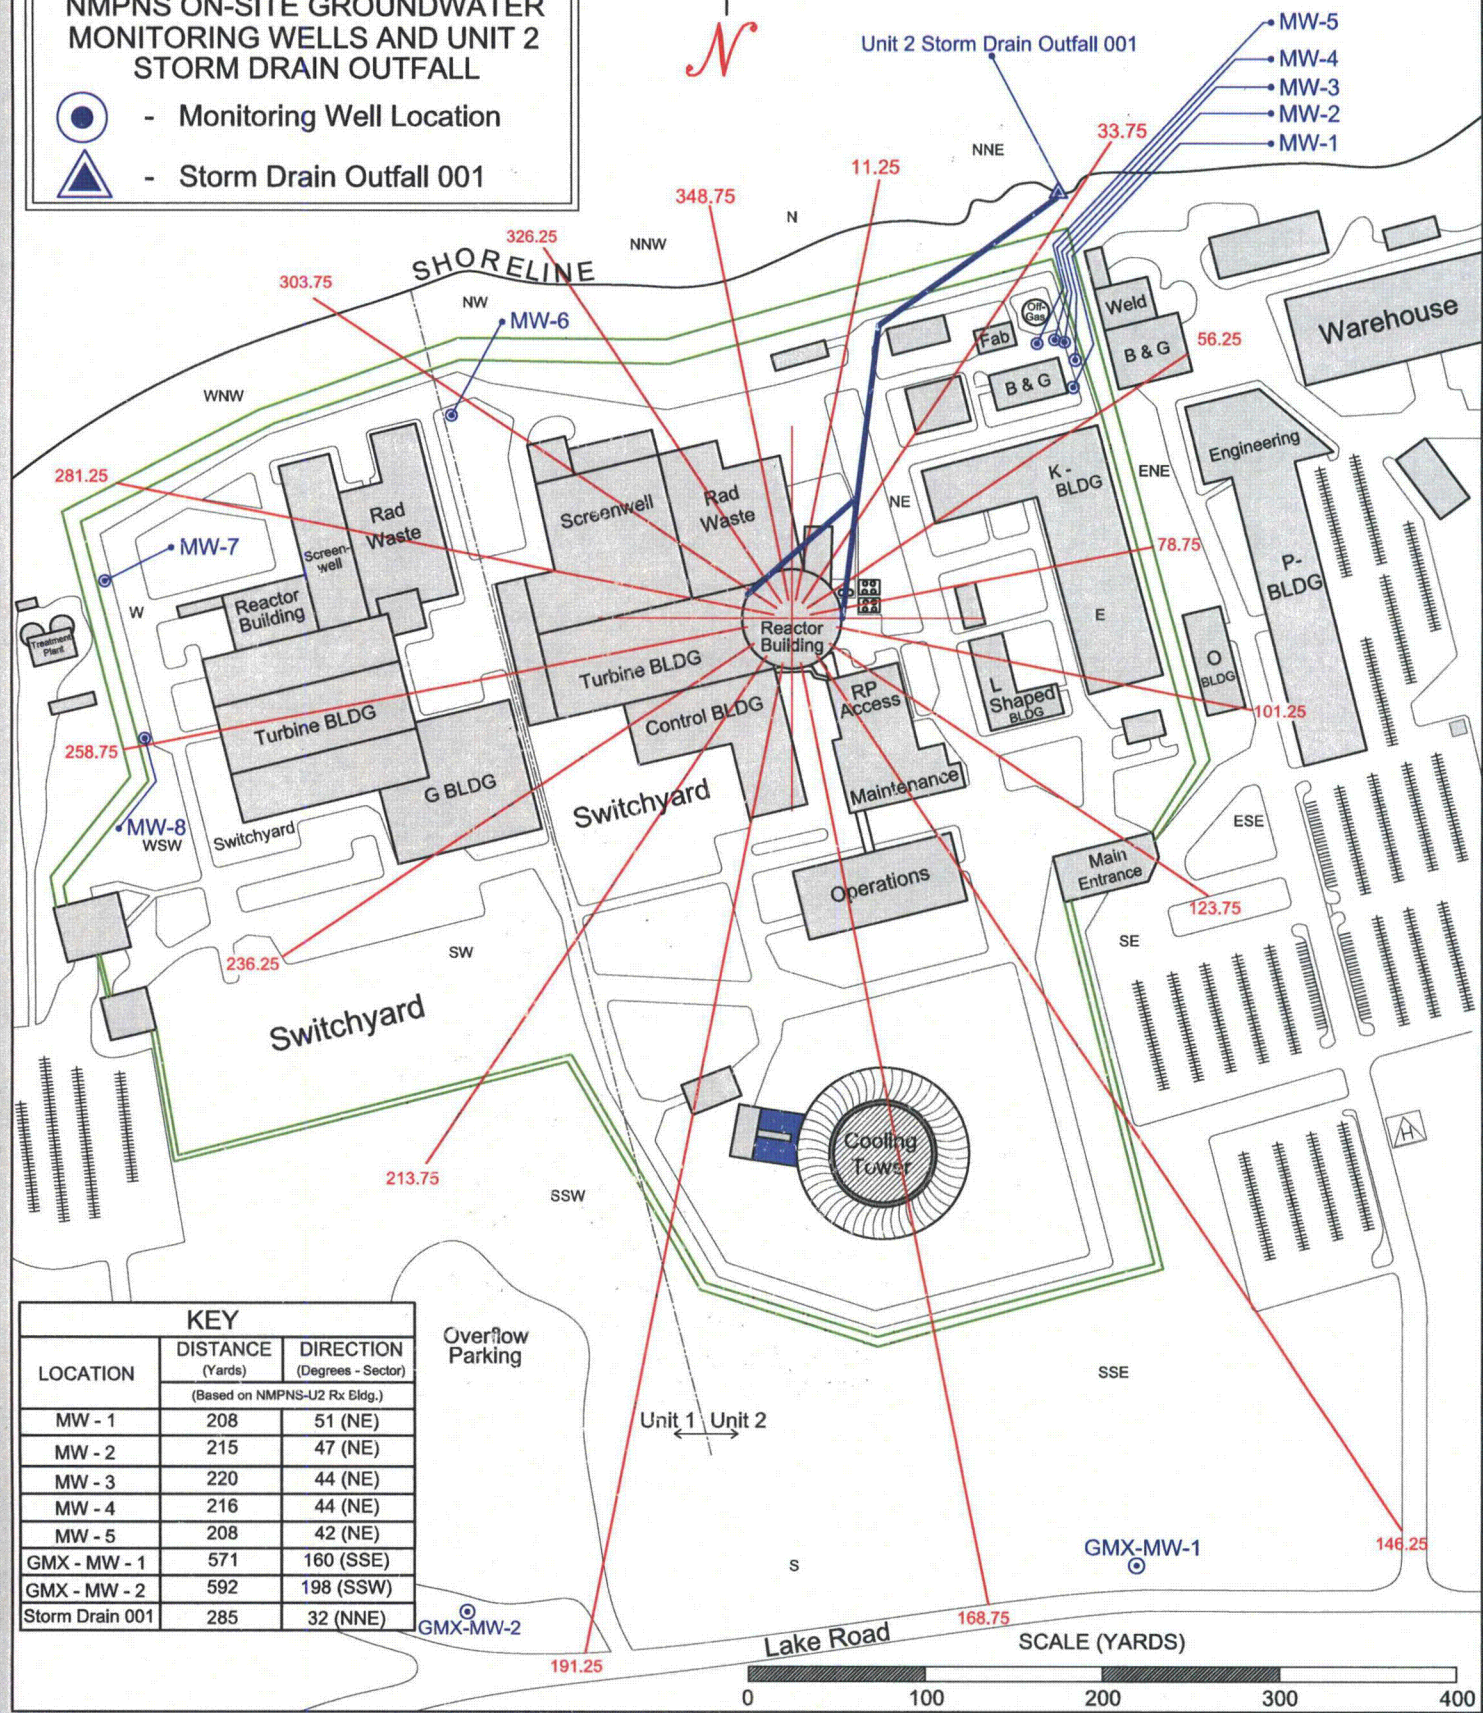 NMPNS ON-SITE GROUNDWATER
MONITORING WELLS AND UNIT 2
STORM DRAIN OUTFALL
- Monitoring Well Location
- Storm Drain Outfall 001
N
Unit 2 Storm Drain Outfall 001
MW-5
MW-4
MW-3
MW-2
MW-1
33.75
NNE
11.25
348.75
N
326.25
NNW
SHORELINE
303.75
NW
MW-6
WNW
281.25
Off-
Gas
Fab
Weld
B & G
B & G
56.25
Warehouse
Engineering
K -
BLDG
ENE
NE
Rad
Waste
Screen-
well
Screenwell
Rad
Waste
MW-7
W
Reactor
Building
Treatment
Plant
78.75
P-
BLDG
E
Reactor
Building
Turbine BLDG
Turbine BLDG
Control BLDG
RP
Access
L
Shaped
BLDG
O
BLDG
101.25
258.75
G BLDG
Switchyard
Maintenance
MW-8
WSW
Switchyard
ESE
Main
Entrance
Operations
123.75
SE
236.25
SW
Switchyard
H
Cooling
Tower
213.75
SSW
KEY
LOCATION
DISTANCE
(Yards)
DIRECTION
(Degrees - Sector)
(Based on NMPNS-U2 Rx Bldg.)
MW - 1 208 51 (NE)
MW - 2 215 47 (NE)
MW - 3 220 44 (NE)
MW - 4 216 44 (NE)
MW - 5 208 42 (NE)
GMX - MW - 1 571 160 (SSE)
GMX - MW - 2 592 198 (SSW)
Storm Drain 001 285 32 (NNE)
Overflow
Parking
SSE
Unit 1 Unit 2
146.25
GMX-MW-1
S
GMX-MW-2
168.75
Lake Road
SCALE (YARDS)
191.25
0 100 200 300 400